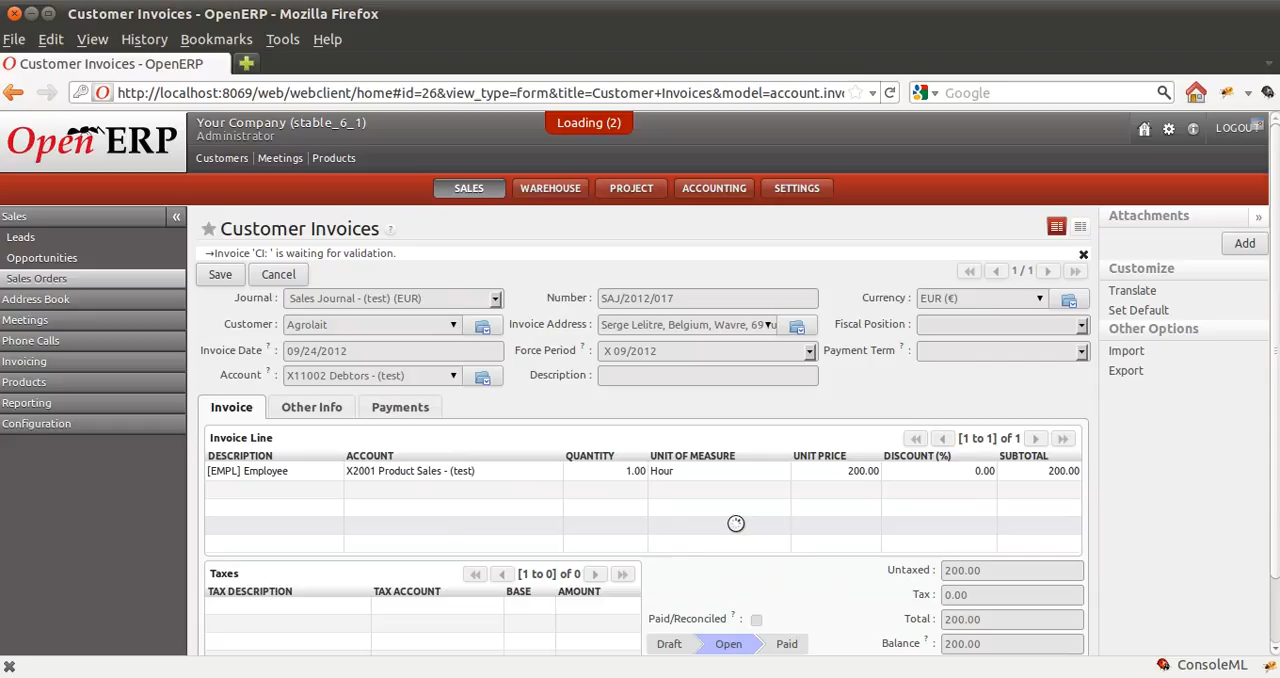 Customer Invoices - OpenERP - Mozilla Firefox
File Edit View History Bookmarks Tools Help
Customer Invoices - OpenERP
http://localhost:8069/web/webclient/home#id=26&view_type=form&title=Customer+Invoices&model=account.invo
Google
Open ERP
Your Company (stable_6_1)
Administrator
Loading (2)
LOGOUT
Customers Meetings Products
SALES WAREHOUSE PROJECT ACCOUNTING SETTINGS
Sales «
Leads
Opportunities
Sales Orders
Address Book
Meetings
Phone Calls
Invoicing
Products
Reporting
Configuration
Customer Invoices ?
→Invoice 'CI: ' is waiting for validation.
Save Cancel 1 / 1
Journal : Sales Journal - (test) (EUR) Number : SAJ/2012/017 Currency : EUR (€)
Customer : Agrolait Invoice Address : Serge Lelitre, Belgium, Wavre, 69 Fiscal Position :
Invoice Date ? : 09/24/2012 Force Period ? : X 09/2012 Payment Term ? :
Account ? : X11002 Debtors - (test) Description :
Invoice Other Info Payments
Invoice Line [1 to 1] of 1
DESCRIPTION ACCOUNT QUANTITY UNIT OF MEASURE UNIT PRICE DISCOUNT (%) SUBTOTAL
[EMPL] Employee X2001 Product Sales - (test) 1.00 Hour 200.00 0.00 200.00
Taxes [1 to 0] of 0
TAX DESCRIPTION TAX ACCOUNT BASE AMOUNT
Untaxed : 200.00
Tax : 0.00
Paid/Reconciled ? : Total : 200.00
Draft Open Paid Balance ? : 200.00
Attachments »
Add
Customize
Translate
Set Default
Other Options
Import
Export
ConsoleML